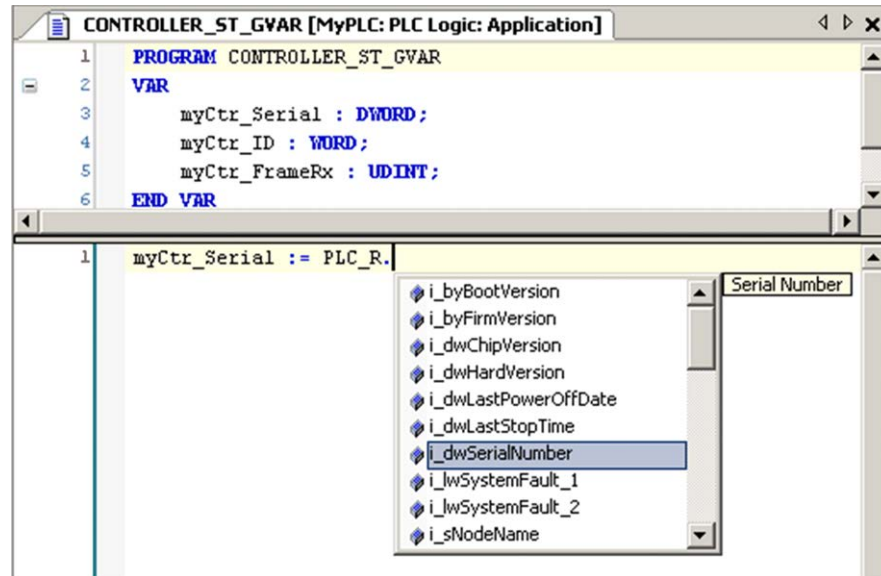 CONTROLLER_ST_GVAR [MyPLC: PLC Logic: Application]
1 PROGRAM CONTROLLER_ST_GVAR
2 VAR
3 myCtr_Serial : DWORD;
4 myCtr_ID : WORD;
5 myCtr_FrameRx : UDINT;
6 END_VAR
1 myCtr_Serial := PLC_R.
i_byBootVersion
i_byFirmVersion
i_dwChipVersion
i_dwHardVersion
i_dwLastPowerOffDate
i_dwLastStopTime
i_dwSerialNumber
i_lwSystemFault_1
i_lwSystemFault_2
i_sNodeName
Serial Number